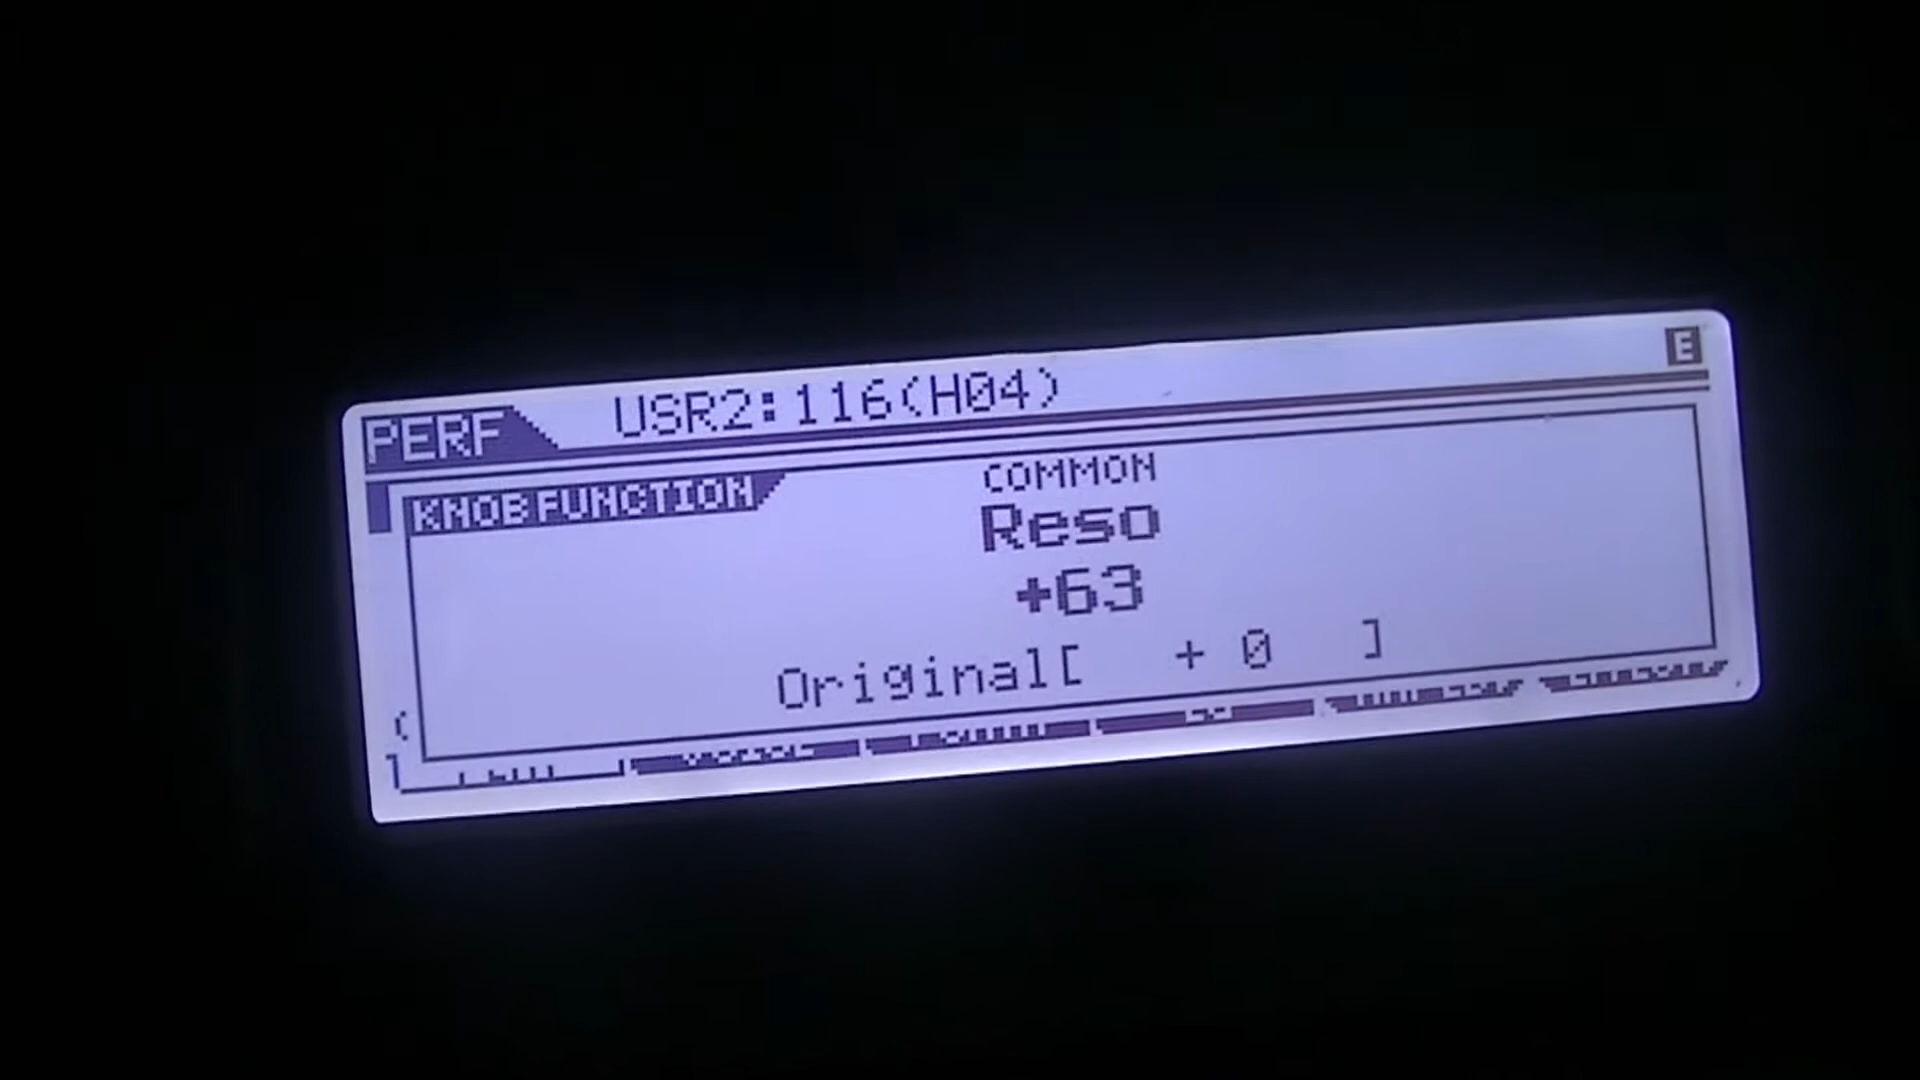 PERF USR2:116(H04) E
KNOB FUNCTION
COMMON
Reso
+63
Original[ + 0 ]